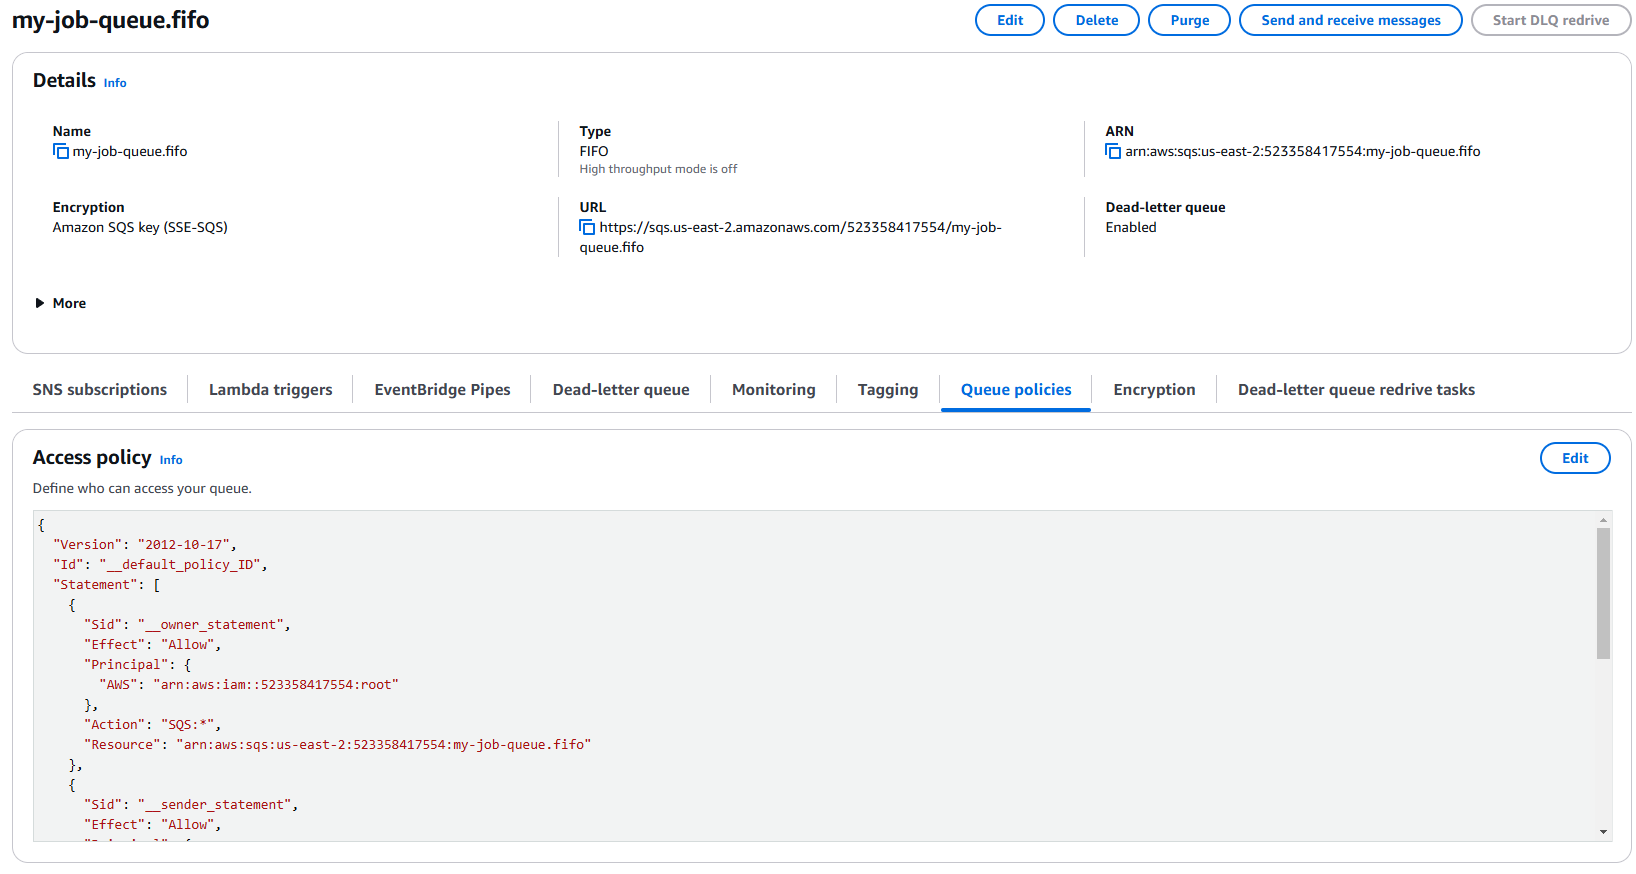 my-job-queue.fifo
Edit
Delete
Purge
Send and receive messages
Start DLQ redrive
Details Info
Name
my-job-queue.fifo
Type
FIFO
High throughput mode is off
ARN
arn:aws:sqs:us-east-2:523358417554:my-job-queue.fifo
Encryption
Amazon SQS key (SSE-SQS)
URL
https://sqs.us-east-2.amazonaws.com/523358417554/my-job-
queue.fifo
Dead-letter queue
Enabled
More
SNS subscriptions
Lambda triggers
EventBridge Pipes
Dead-letter queue
Monitoring
Tagging
Queue policies
Encryption
Dead-letter queue redrive tasks
Access policy Info
Edit
Define who can access your queue.
{
  "Version": "2012-10-17",
  "Id": "__default_policy_ID",
  "Statement": [
    {
      "Sid": "__owner_statement",
      "Effect": "Allow",
      "Principal": {
        "AWS": "arn:aws:iam::523358417554:root"
      },
      "Action": "SQS:*",
      "Resource": "arn:aws:sqs:us-east-2:523358417554:my-job-queue.fifo"
    },
    {
      "Sid": "__sender_statement",
      "Effect": "Allow",